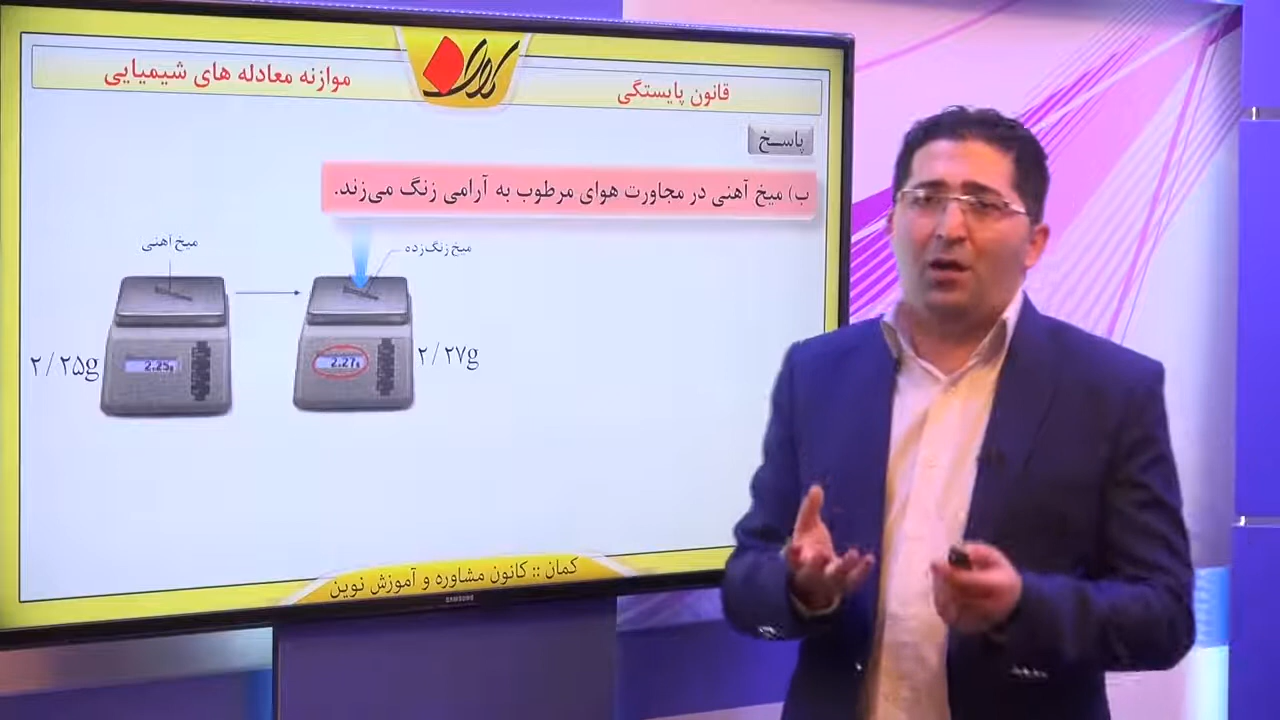 قانون پایستگی
موازنه معادله های شیمیایی
کمان
پاسخ
ب) میخ آهنی در مجاورت هوای مرطوب به آرامی زنگ می‌زند.
میخ آهنی
میخ زنگ‌زده
۲/۲۵g
2.25g
2.27g
۲/۲۷g
کمان :: کانون مشاوره و آموزش نوین
SAMSUNG